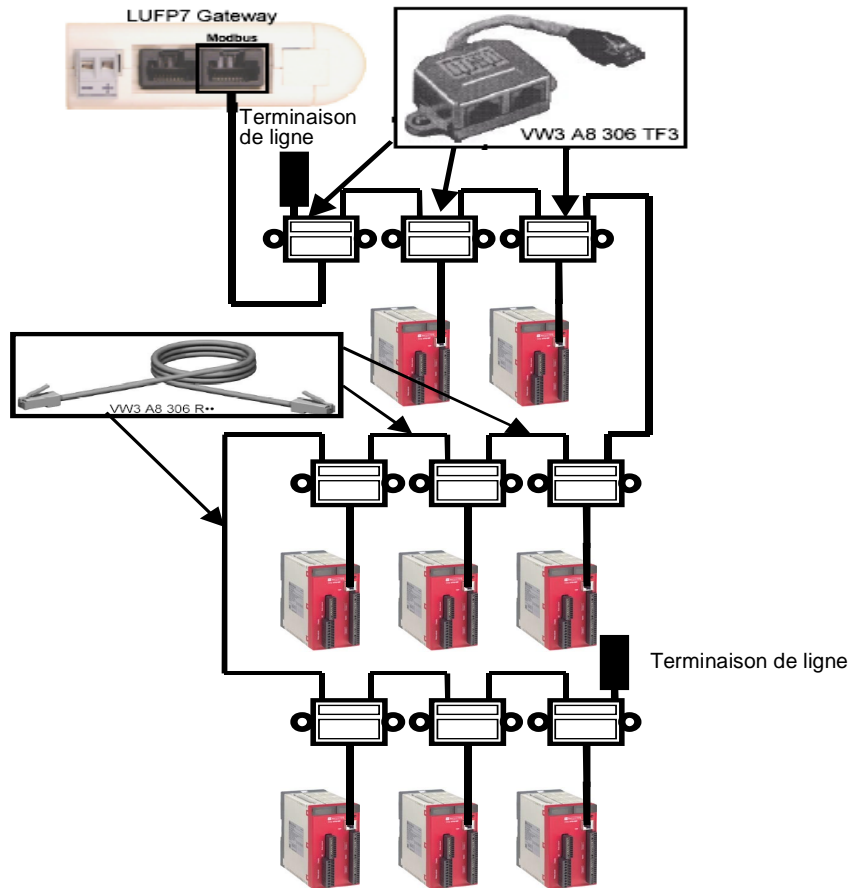 LUFP7 Gateway
Modbus
- +
Terminaison
de ligne
VW3 A8 306 TF3
VW3 A8 306 R••
Terminaison de ligne